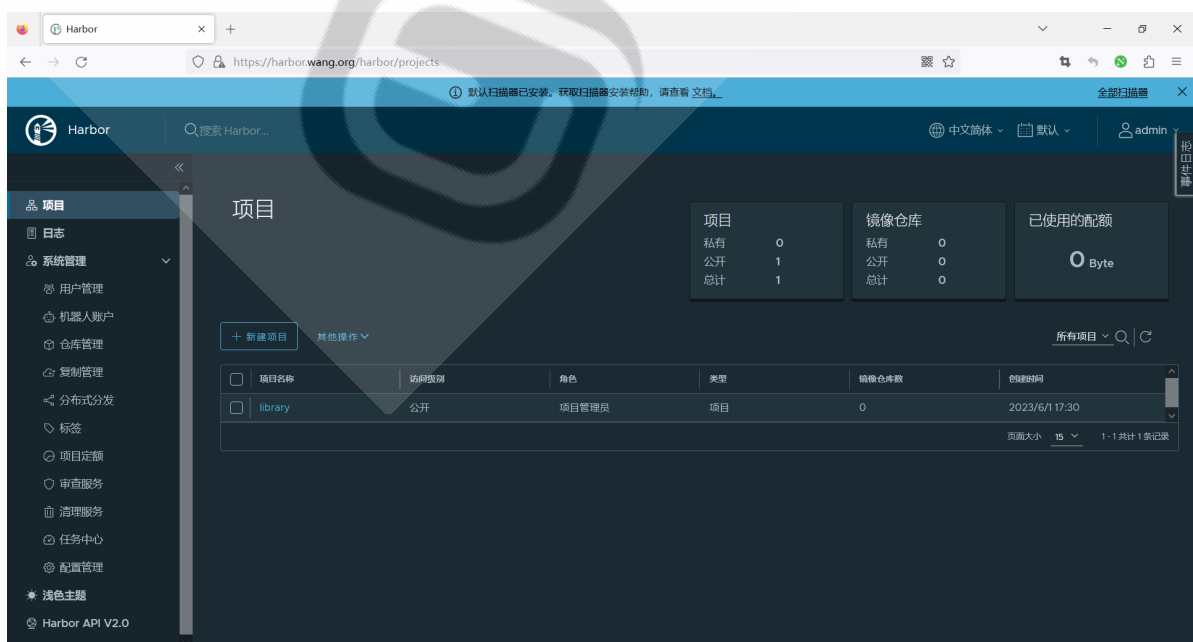 Harbor
https://harbor.wang.org/harbor/projects
默认扫描器已安装。获取扫描器安装帮助，请查看 文档。
全部扫描器
Harbor
搜索 Harbor...
中文简体
默认
admin
事件日志
项目
日志
系统管理
用户管理
机器人账户
仓库管理
复制管理
分布式分发
标签
项目定额
审查服务
清理服务
任务中心
配置管理
浅色主题
Harbor API V2.0
项目
项目
私有 0
公开 1
总计 1
镜像仓库
私有 0
公开 0
总计 0
已使用的配额
0 Byte
+ 新建项目
其他操作
所有项目
项目名称 访问级别 角色 类型 镜像仓库数 创建时间
library 公开 项目管理员 项目 0 2023/6/1 17:30
页面大小 15 1 - 1 共计 1 条记录